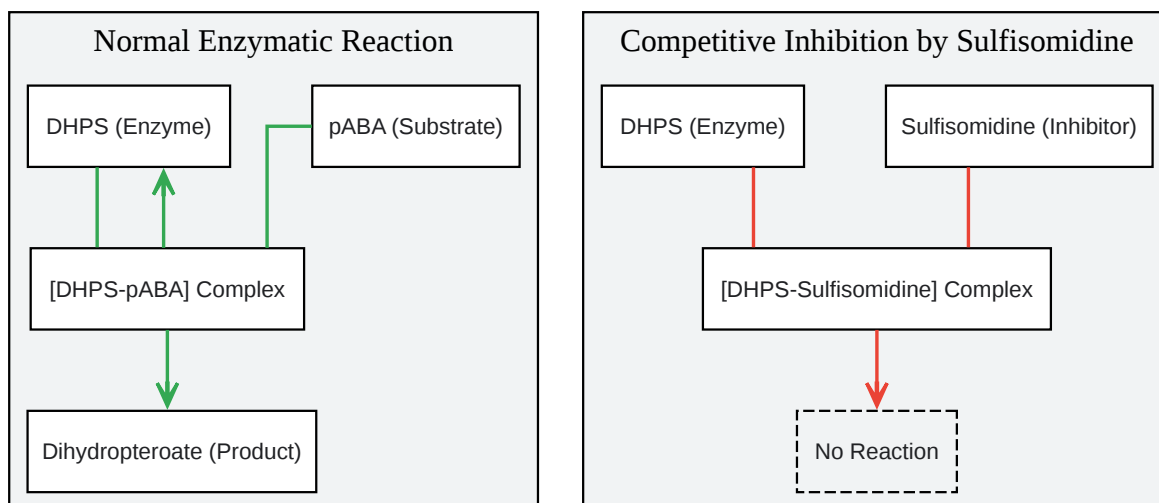 Normal Enzymatic Reaction
DHPS (Enzyme)
pABA (Substrate)
[DHPS-pABA] Complex
Dihydropteroate (Product)
Competitive Inhibition by Sulfisomidine
DHPS (Enzyme)
Sulfisomidine (Inhibitor)
[DHPS-Sulfisomidine] Complex
No Reaction